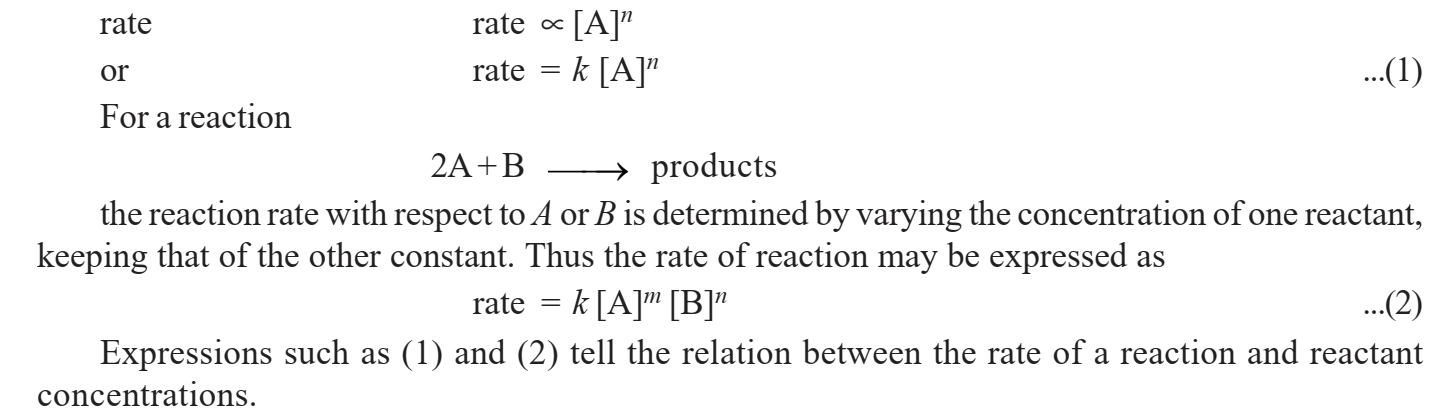 rate rate ∝ [A]ⁿ
or rate = k [A]ⁿ ...(1)
For a reaction
2A + B ⟶ products
the reaction rate with respect to A or B is determined by varying the concentration of one reactant,
keeping that of the other constant. Thus the rate of reaction may be expressed as
rate = k [A]ᵐ [B]ⁿ ...(2)
Expressions such as (1) and (2) tell the relation between the rate of a reaction and reactant
concentrations.